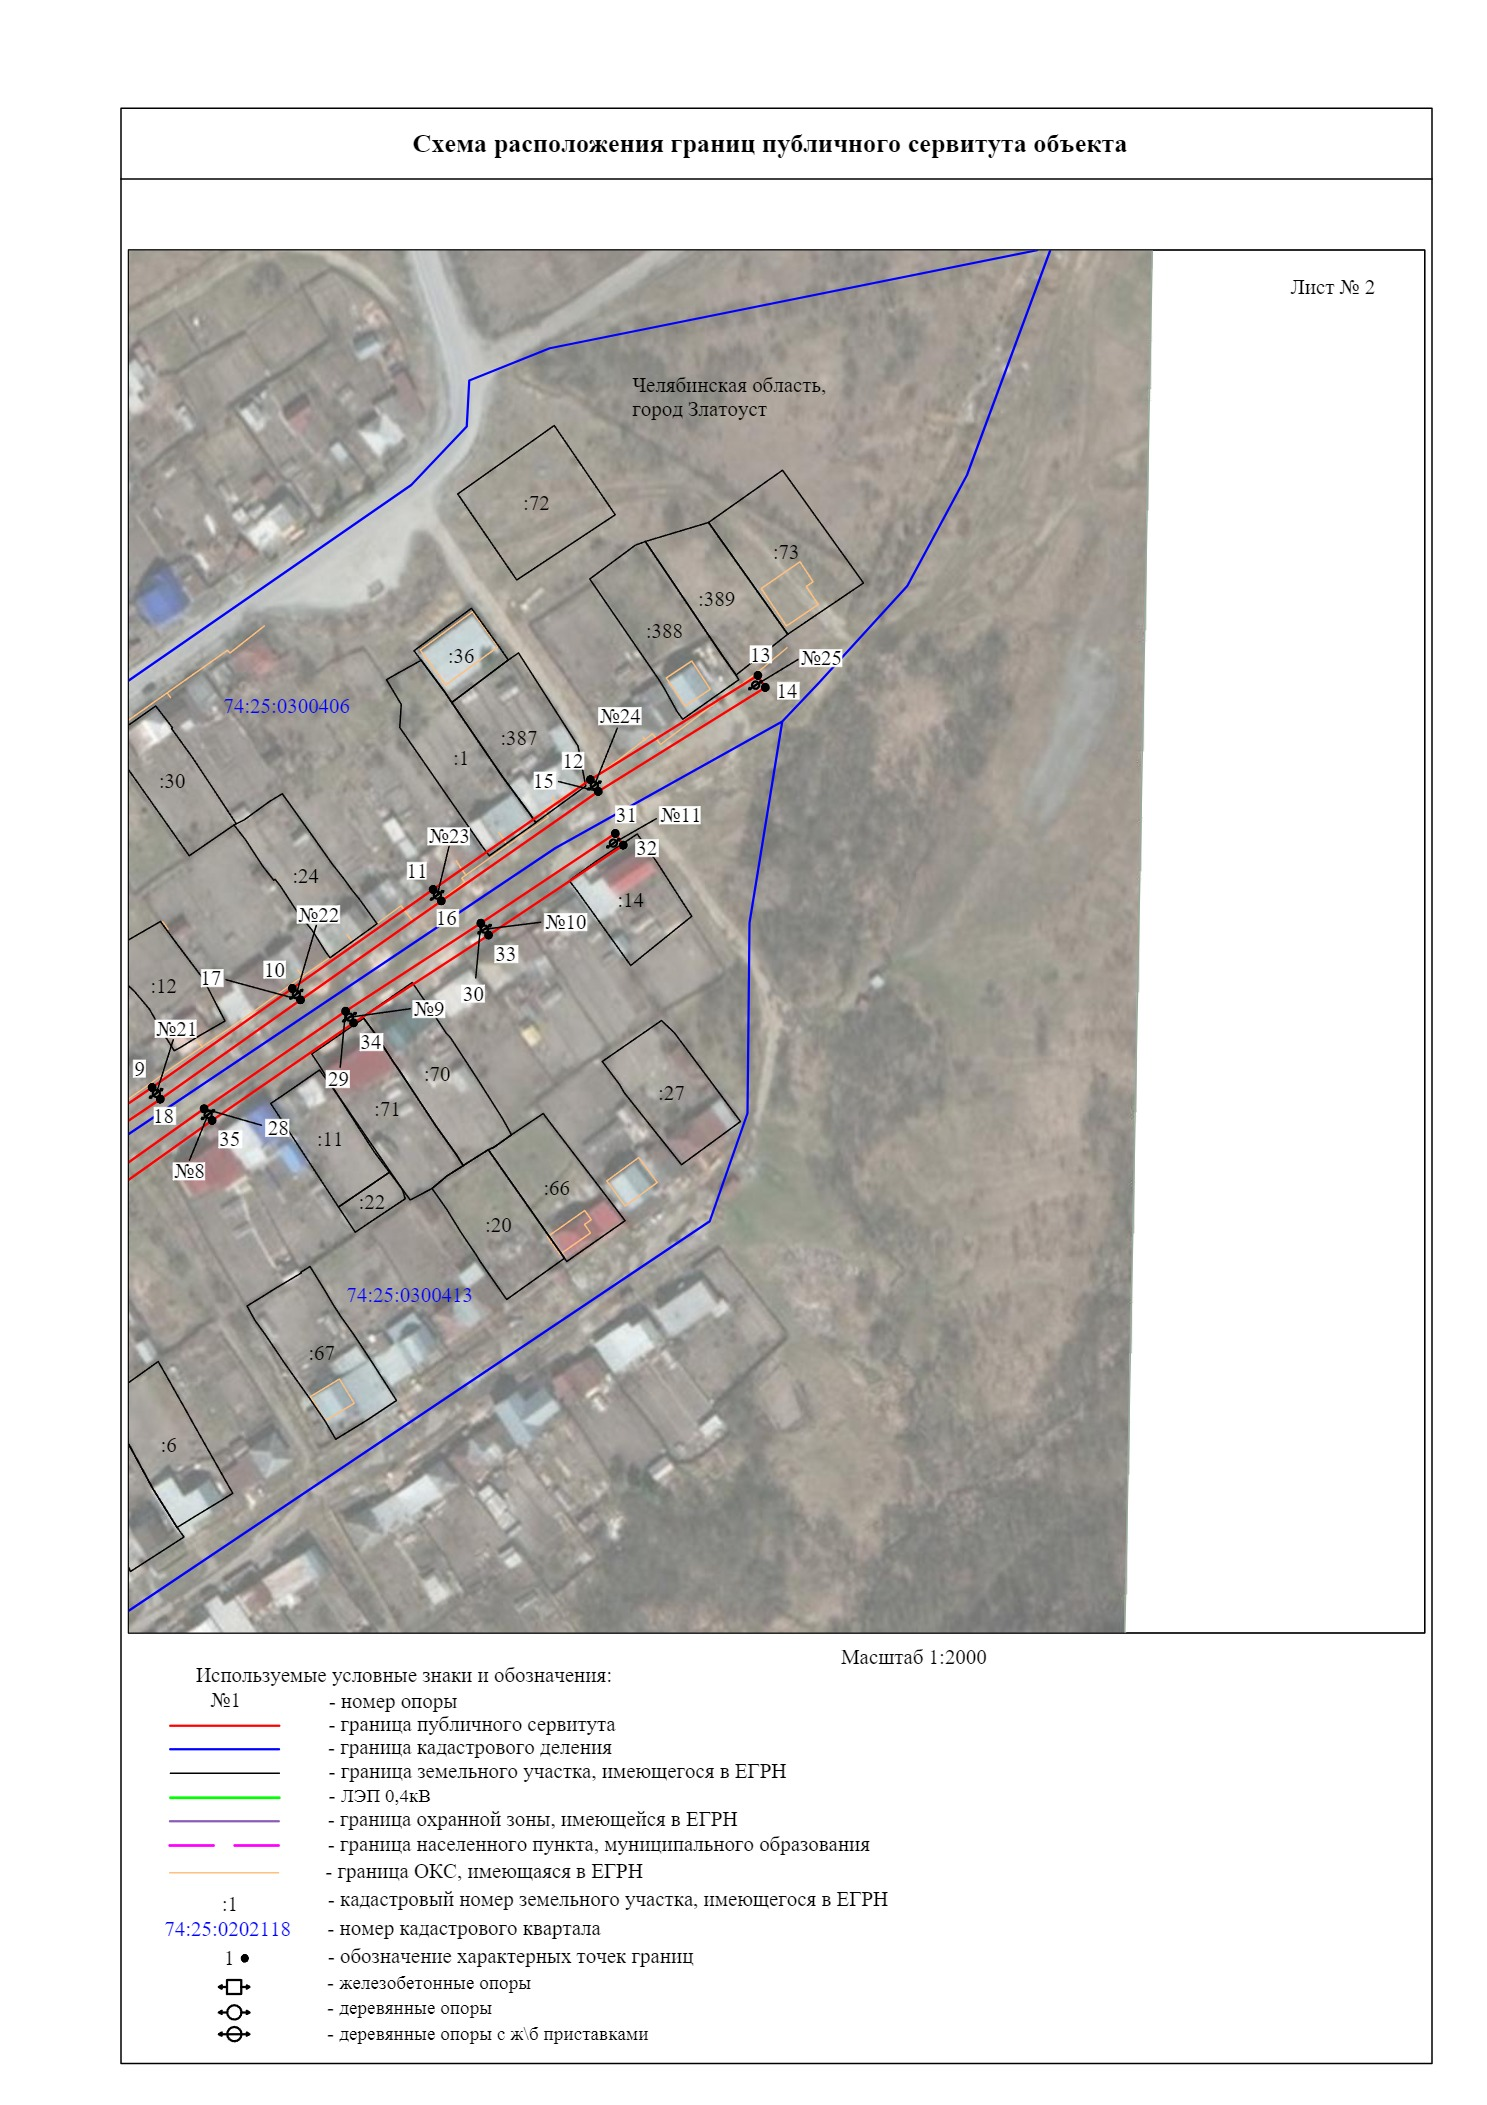 Схема расположения границ публичного сервитута объекта
Лист № 2
Челябинская область,
город Златоуст
:72
:73
:389
:388
13
№25
14
:36
74:25:0300406
№24
:387
:1
12
15
:30
31
№11
32
№23
11
:24
:14
16
№22
№10
33
10
17
30
:12
№21
№9
34
9
29
:70
:27
18
:71
28
35
:11
№8
:66
:22
:20
74:25:0300413
:67
:6
Масштаб 1:2000
Используемые условные знаки и обозначения:
№1 - номер опоры
- граница публичного сервитута
- граница кадастрового деления
- граница земельного участка, имеющегося в ЕГРН
- ЛЭП 0,4кВ
- граница охранной зоны, имеющейся в ЕГРН
- граница населенного пункта, муниципального образования
- граница ОКС, имеющаяся в ЕГРН
:1 - кадастровый номер земельного участка, имеющегося в ЕГРН
74:25:0202118 - номер кадастрового квартала
1 - обозначение характерных точек границ
- железобетонные опоры
- деревянные опоры
- деревянные опоры с ж\б приставками